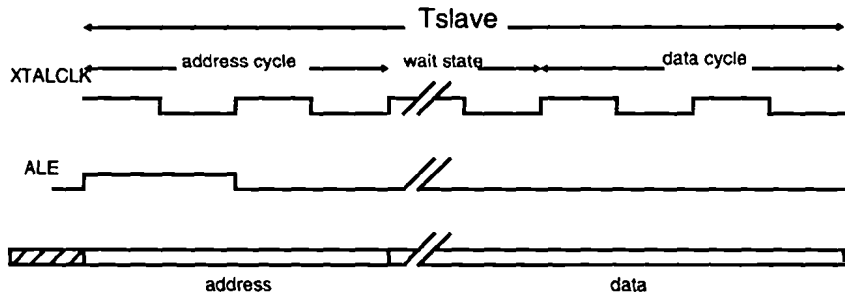 Tslave
address cycle wait state data cycle
XTALCLK
ALE
address data